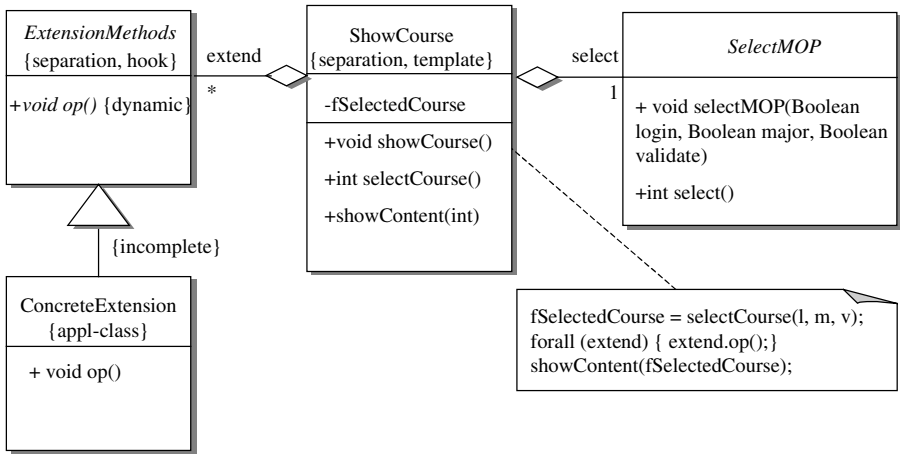 ExtensionMethods
{separation, hook}
+void op() {dynamic}
extend
*
ShowCourse
{separation, template}
-fSelectedCourse
+void showCourse()
+int selectCourse()
+showContent(int)
select
1
SelectMOP
+ void selectMOP(Boolean
login, Boolean major, Boolean
validate)
+int select()
{incomplete}
ConcreteExtension
{appl-class}
+ void op()
fSelectedCourse = selectCourse(l, m, v);
forall (extend) { extend.op();}
showContent(fSelectedCourse);